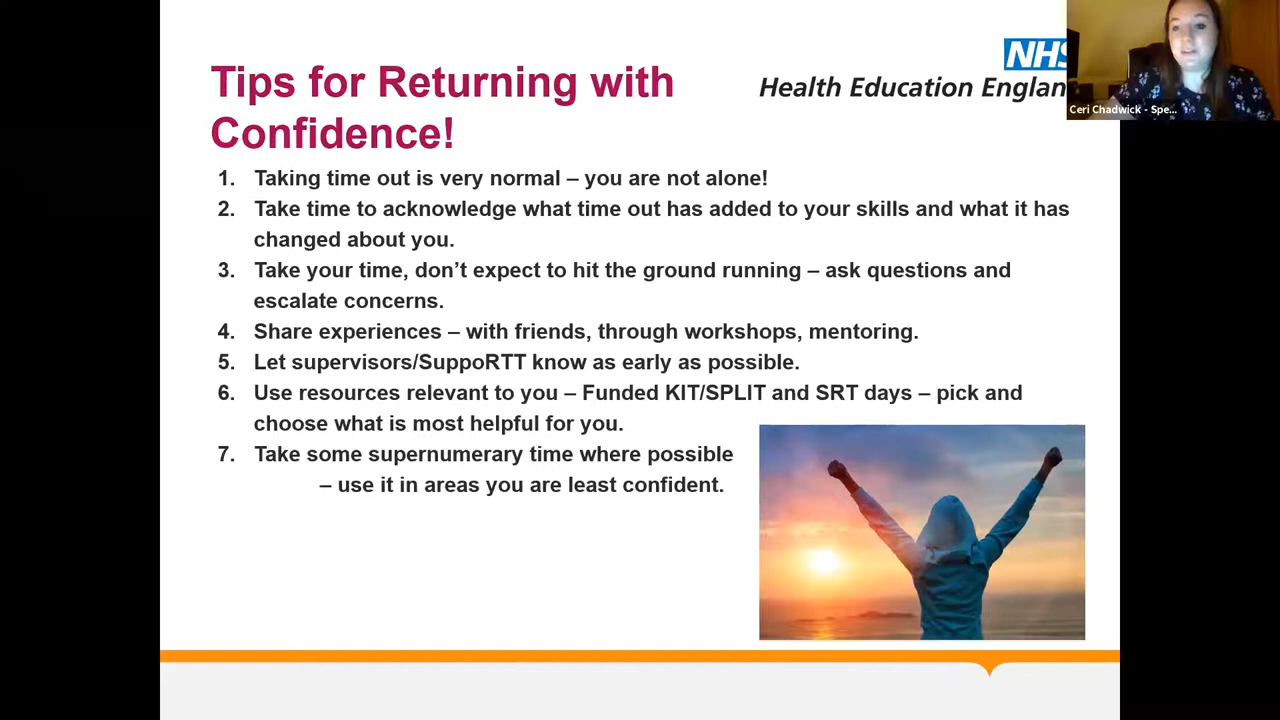 Tips for Returning with
Confidence!
NHS
Health Education England
Ceri Chadwick - Spe...
1. Taking time out is very normal – you are not alone!
2. Take time to acknowledge what time out has added to your skills and what it has
changed about you.
3. Take your time, don’t expect to hit the ground running – ask questions and
escalate concerns.
4. Share experiences – with friends, through workshops, mentoring.
5. Let supervisors/SuppoRTT know as early as possible.
6. Use resources relevant to you – Funded KIT/SPLIT and SRT days – pick and
choose what is most helpful for you.
7. Take some supernumerary time where possible
– use it in areas you are least confident.